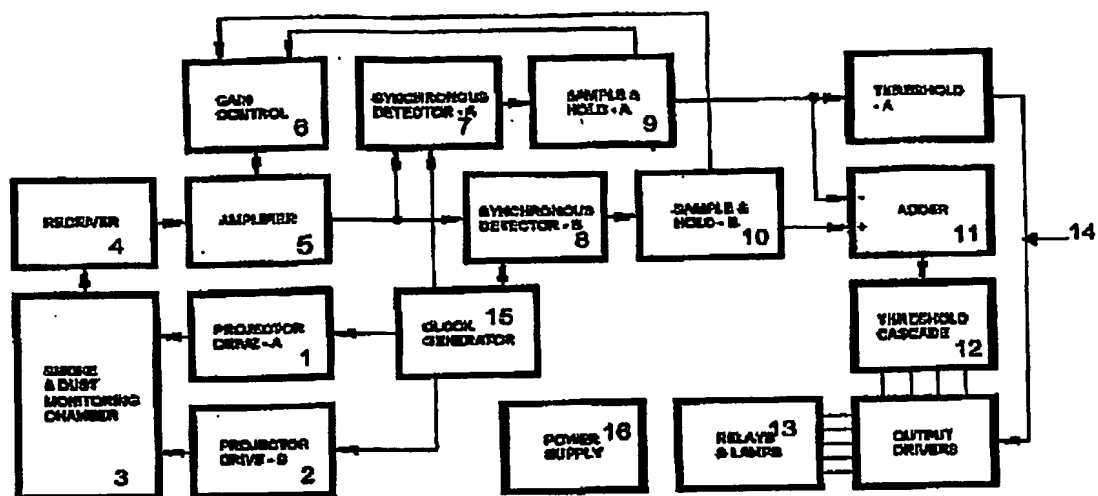 GAIN
CONTROL
6
SYNCHRONOUS
DETECTOR-A
7
SAMPLE &
HOLD-A
9
THRESHOLD
-A
RECEIVER
4
AMPLIFIER
5
SYNCHRONOUS
DETECTOR-B
8
SAMPLE &
HOLD-B
10
-
+
ADDER
11
14
SMOKE
& DUST
MONITORING
CHAMBER
3
PROJECTOR
DRIVE-A
1
CLOCK
GENERATOR
15
THRESHOLD
CASCADE
12
PROJECTOR
DRIVE-B
2
POWER
SUPPLY
16
RELAYS
& LAMPS
13
OUTPUT
DRIVERS